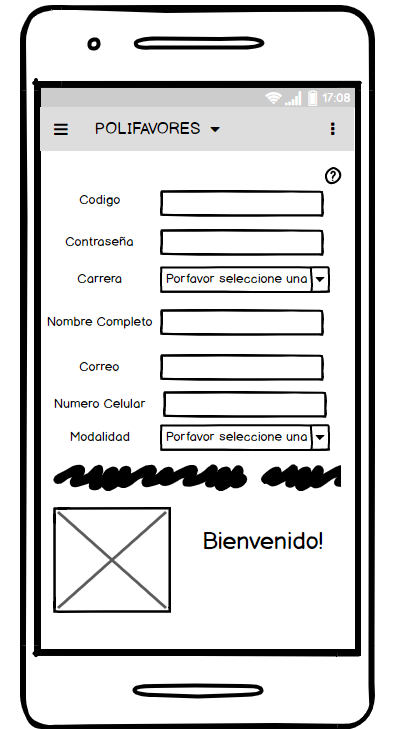 17:08
POLIFAVORES
?
Codigo
Contraseña
Carrera Porfavor seleccione una
Nombre Completo
Correo
Numero Celular
Modalidad Porfavor seleccione una
Bienvenido!